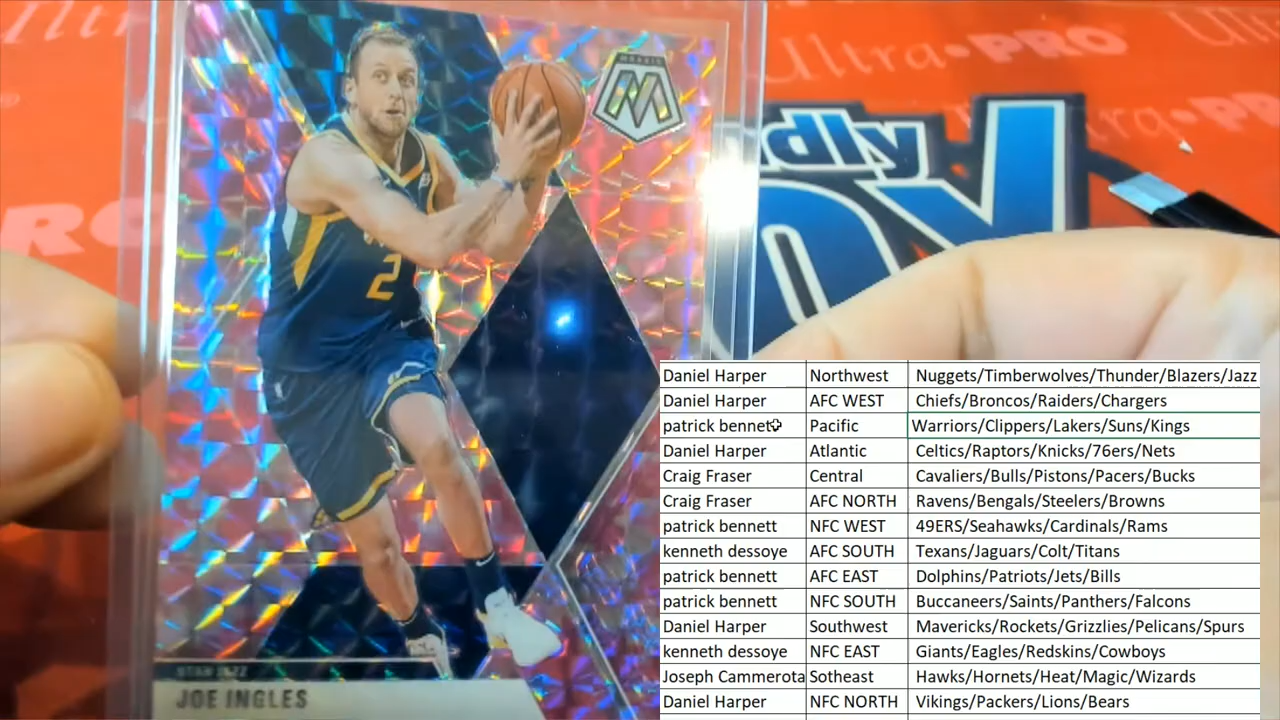 Ultra•PRO
Ultra
MOSAIC
M
dly
2
UTAH JAZZ
JOE INGLES
Daniel Harper Northwest Nuggets/Timberwolves/Thunder/Blazers/Jazz
Daniel Harper AFC WEST Chiefs/Broncos/Raiders/Chargers
patrick bennett Pacific Warriors/Clippers/Lakers/Suns/Kings
Daniel Harper Atlantic Celtics/Raptors/Knicks/76ers/Nets
Craig Fraser Central Cavaliers/Bulls/Pistons/Pacers/Bucks
Craig Fraser AFC NORTH Ravens/Bengals/Steelers/Browns
patrick bennett NFC WEST 49ERS/Seahawks/Cardinals/Rams
kenneth dessoye AFC SOUTH Texans/Jaguars/Colt/Titans
patrick bennett AFC EAST Dolphins/Patriots/Jets/Bills
patrick bennett NFC SOUTH Buccaneers/Saints/Panthers/Falcons
Daniel Harper Southwest Mavericks/Rockets/Grizzlies/Pelicans/Spurs
kenneth dessoye NFC EAST Giants/Eagles/Redskins/Cowboys
Joseph Cammerota Sotheast Hawks/Hornets/Heat/Magic/Wizards
Daniel Harper NFC NORTH Vikings/Packers/Lions/Bears